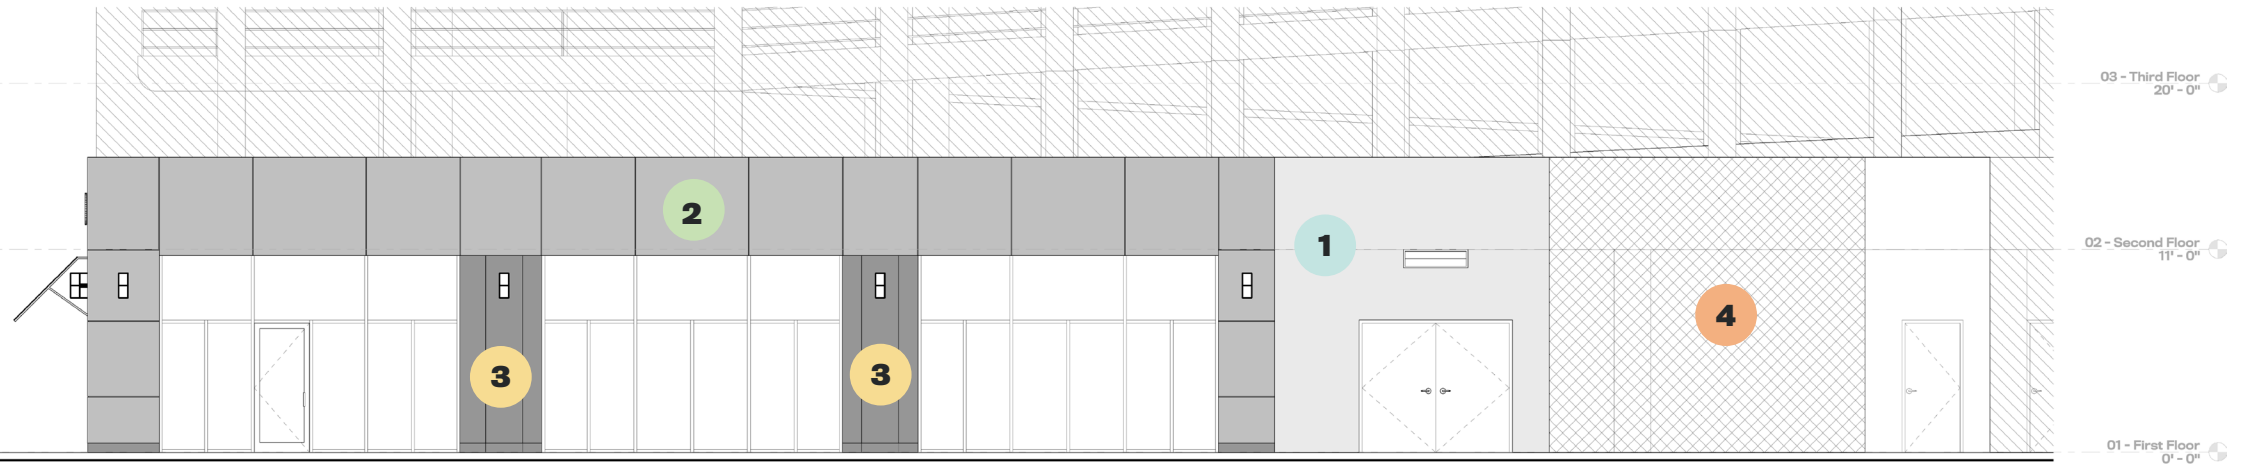 03 - Third Floor
20' - 0"
2
1
02 - Second Floor
11' - 0"
4
3
3
01 - First Floor
0' - 0"